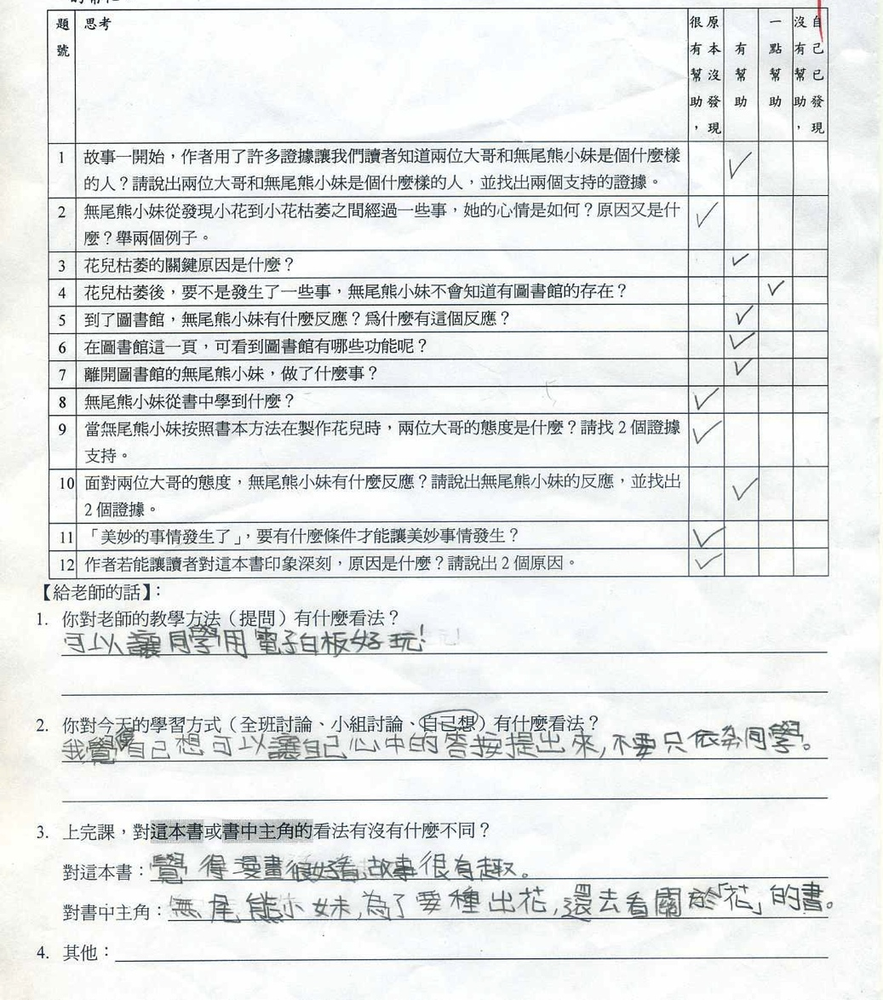 題號 思考 很有幫助，原本沒發現 有幫助 一點幫助 沒有幫助，自己已發現
1 故事一開始，作者用了許多證據讓我們讀者知道兩位大哥和無尾熊小妹是個什麼樣
的人？請說出兩位大哥和無尾熊小妹是個什麼樣的人，並找出兩個支持的證據。 ✓
2 無尾熊小妹從發現小花到小花枯萎之間經過一些事，她的心情是如何？原因又是什
麼？舉兩個例子。 ✓
3 花兒枯萎的關鍵原因是什麼？ ✓
4 花兒枯萎後，要不是發生了一些事，無尾熊小妹不會知道有圖書館的存在？ ✓
5 到了圖書館，無尾熊小妹有什麼反應？爲什麼有這個反應？ ✓
6 在圖書館這一頁，可看到圖書館有哪些功能呢？ ✓
7 離開圖書館的無尾熊小妹，做了什麼事？ ✓
8 無尾熊小妹從書中學到什麼？ ✓
9 當無尾熊小妹按照書本方法在製作花兒時，兩位大哥的態度是什麼？請找 2 個證據
支持。 ✓
10 面對兩位大哥的態度，無尾熊小妹有什麼反應？請說出無尾熊小妹的反應，並找出
2 個證據。 ✓
11 「美妙的事情發生了」，要有什麼條件才能讓美妙事情發生？ ✓
12 作者若能讓讀者對這本書印象深刻，原因是什麼？請說出 2 個原因。 ✓
【給老師的話】：
1. 你對老師的教學方法（提問）有什麼看法？
可以讓同學用電子白板好玩！
2. 你對今天的學習方式（全班討論、小組討論、自己想）有什麼看法？
我覺得自己想可以讓自己心中的答按提出來，不要只依為同學。
3. 上完課，對這本書或書中主角的看法有沒有什麼不同？
對這本書：覺得漫畫很好看，故事很有趣。
對書中主角：無尾熊小妹，為了要種出花，還去看關於「花」的書。
4. 其他：